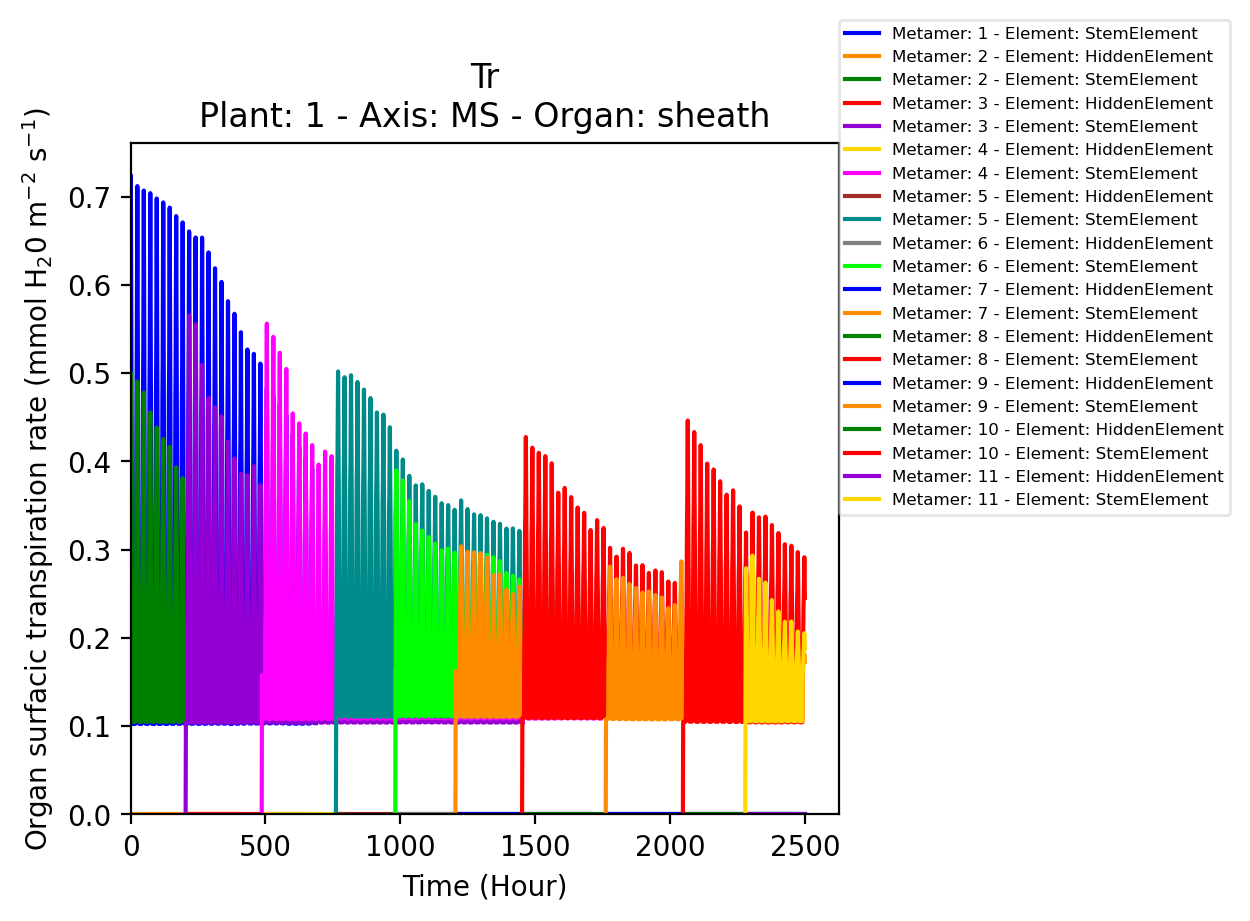 Tr
Plant: 1 - Axis: MS - Organ: sheath
Organ surfacic transpiration rate (mmol H₂0 m⁻² s⁻¹)
0.7
0.6
0.5
0.4
0.3
0.2
0.1
0.0
0 500 1000 1500 2000 2500
Time (Hour)
Metamer: 1 - Element: StemElement
Metamer: 2 - Element: HiddenElement
Metamer: 2 - Element: StemElement
Metamer: 3 - Element: HiddenElement
Metamer: 3 - Element: StemElement
Metamer: 4 - Element: HiddenElement
Metamer: 4 - Element: StemElement
Metamer: 5 - Element: HiddenElement
Metamer: 5 - Element: StemElement
Metamer: 6 - Element: HiddenElement
Metamer: 6 - Element: StemElement
Metamer: 7 - Element: HiddenElement
Metamer: 7 - Element: StemElement
Metamer: 8 - Element: HiddenElement
Metamer: 8 - Element: StemElement
Metamer: 9 - Element: HiddenElement
Metamer: 9 - Element: StemElement
Metamer: 10 - Element: HiddenElement
Metamer: 10 - Element: StemElement
Metamer: 11 - Element: HiddenElement
Metamer: 11 - Element: StemElement